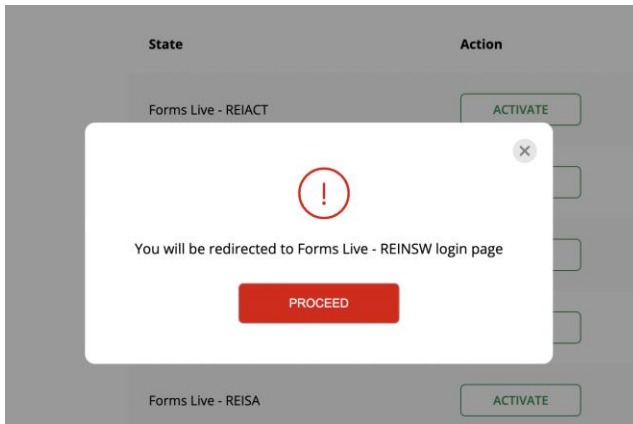 State Action
Forms Live - REIACT ACTIVATE
!
You will be redirected to Forms Live - REINSW login page
PROCEED
Forms Live - REISA ACTIVATE